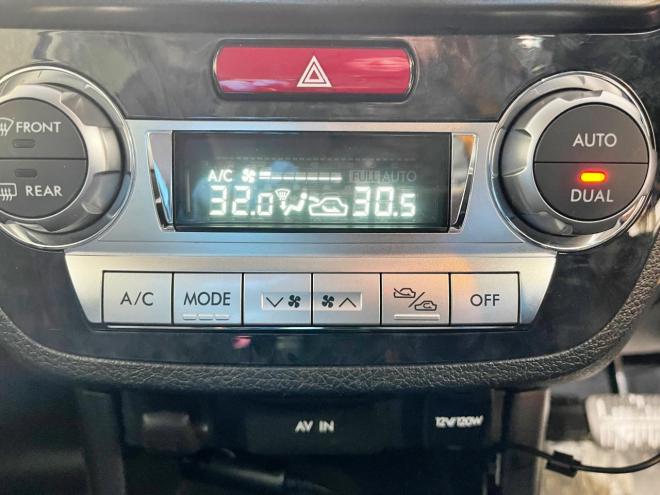 FRONT
REAR
A/C FULL AUTO
32.0 30.5
AUTO
DUAL
A/C MODE OFF
AV IN 12V/120W